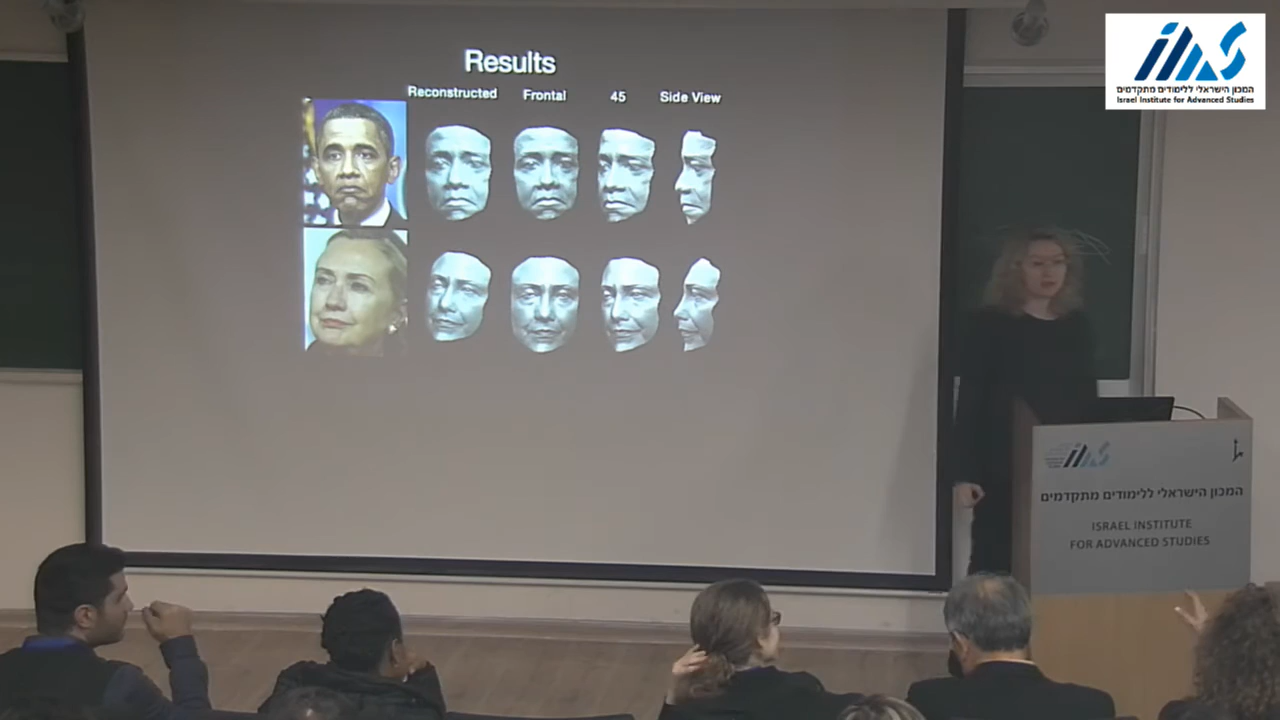 Results
Reconstructed Frontal 45 Side View
המכון הישראלי ללימודים מתקדמים
Israel Institute for Advanced Studies
המכון הישראלי ללימודים מתקדמים
ISRAEL INSTITUTE
FOR ADVANCED STUDIES